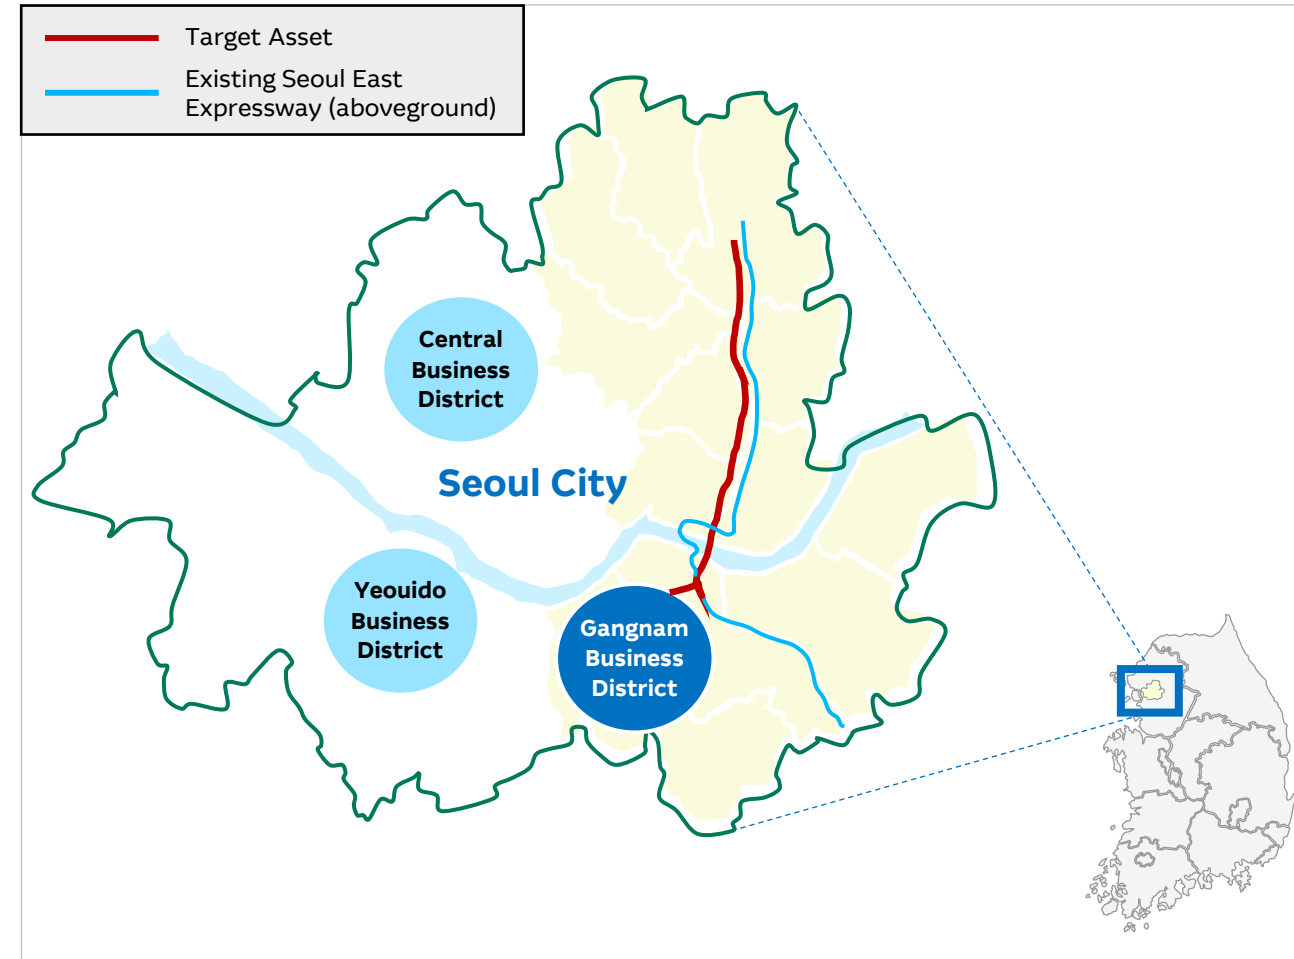 Target Asset
Existing Seoul East
Expressway (aboveground)
Central
Business
District
Seoul City
Yeouido
Business
District
Gangnam
Business
District